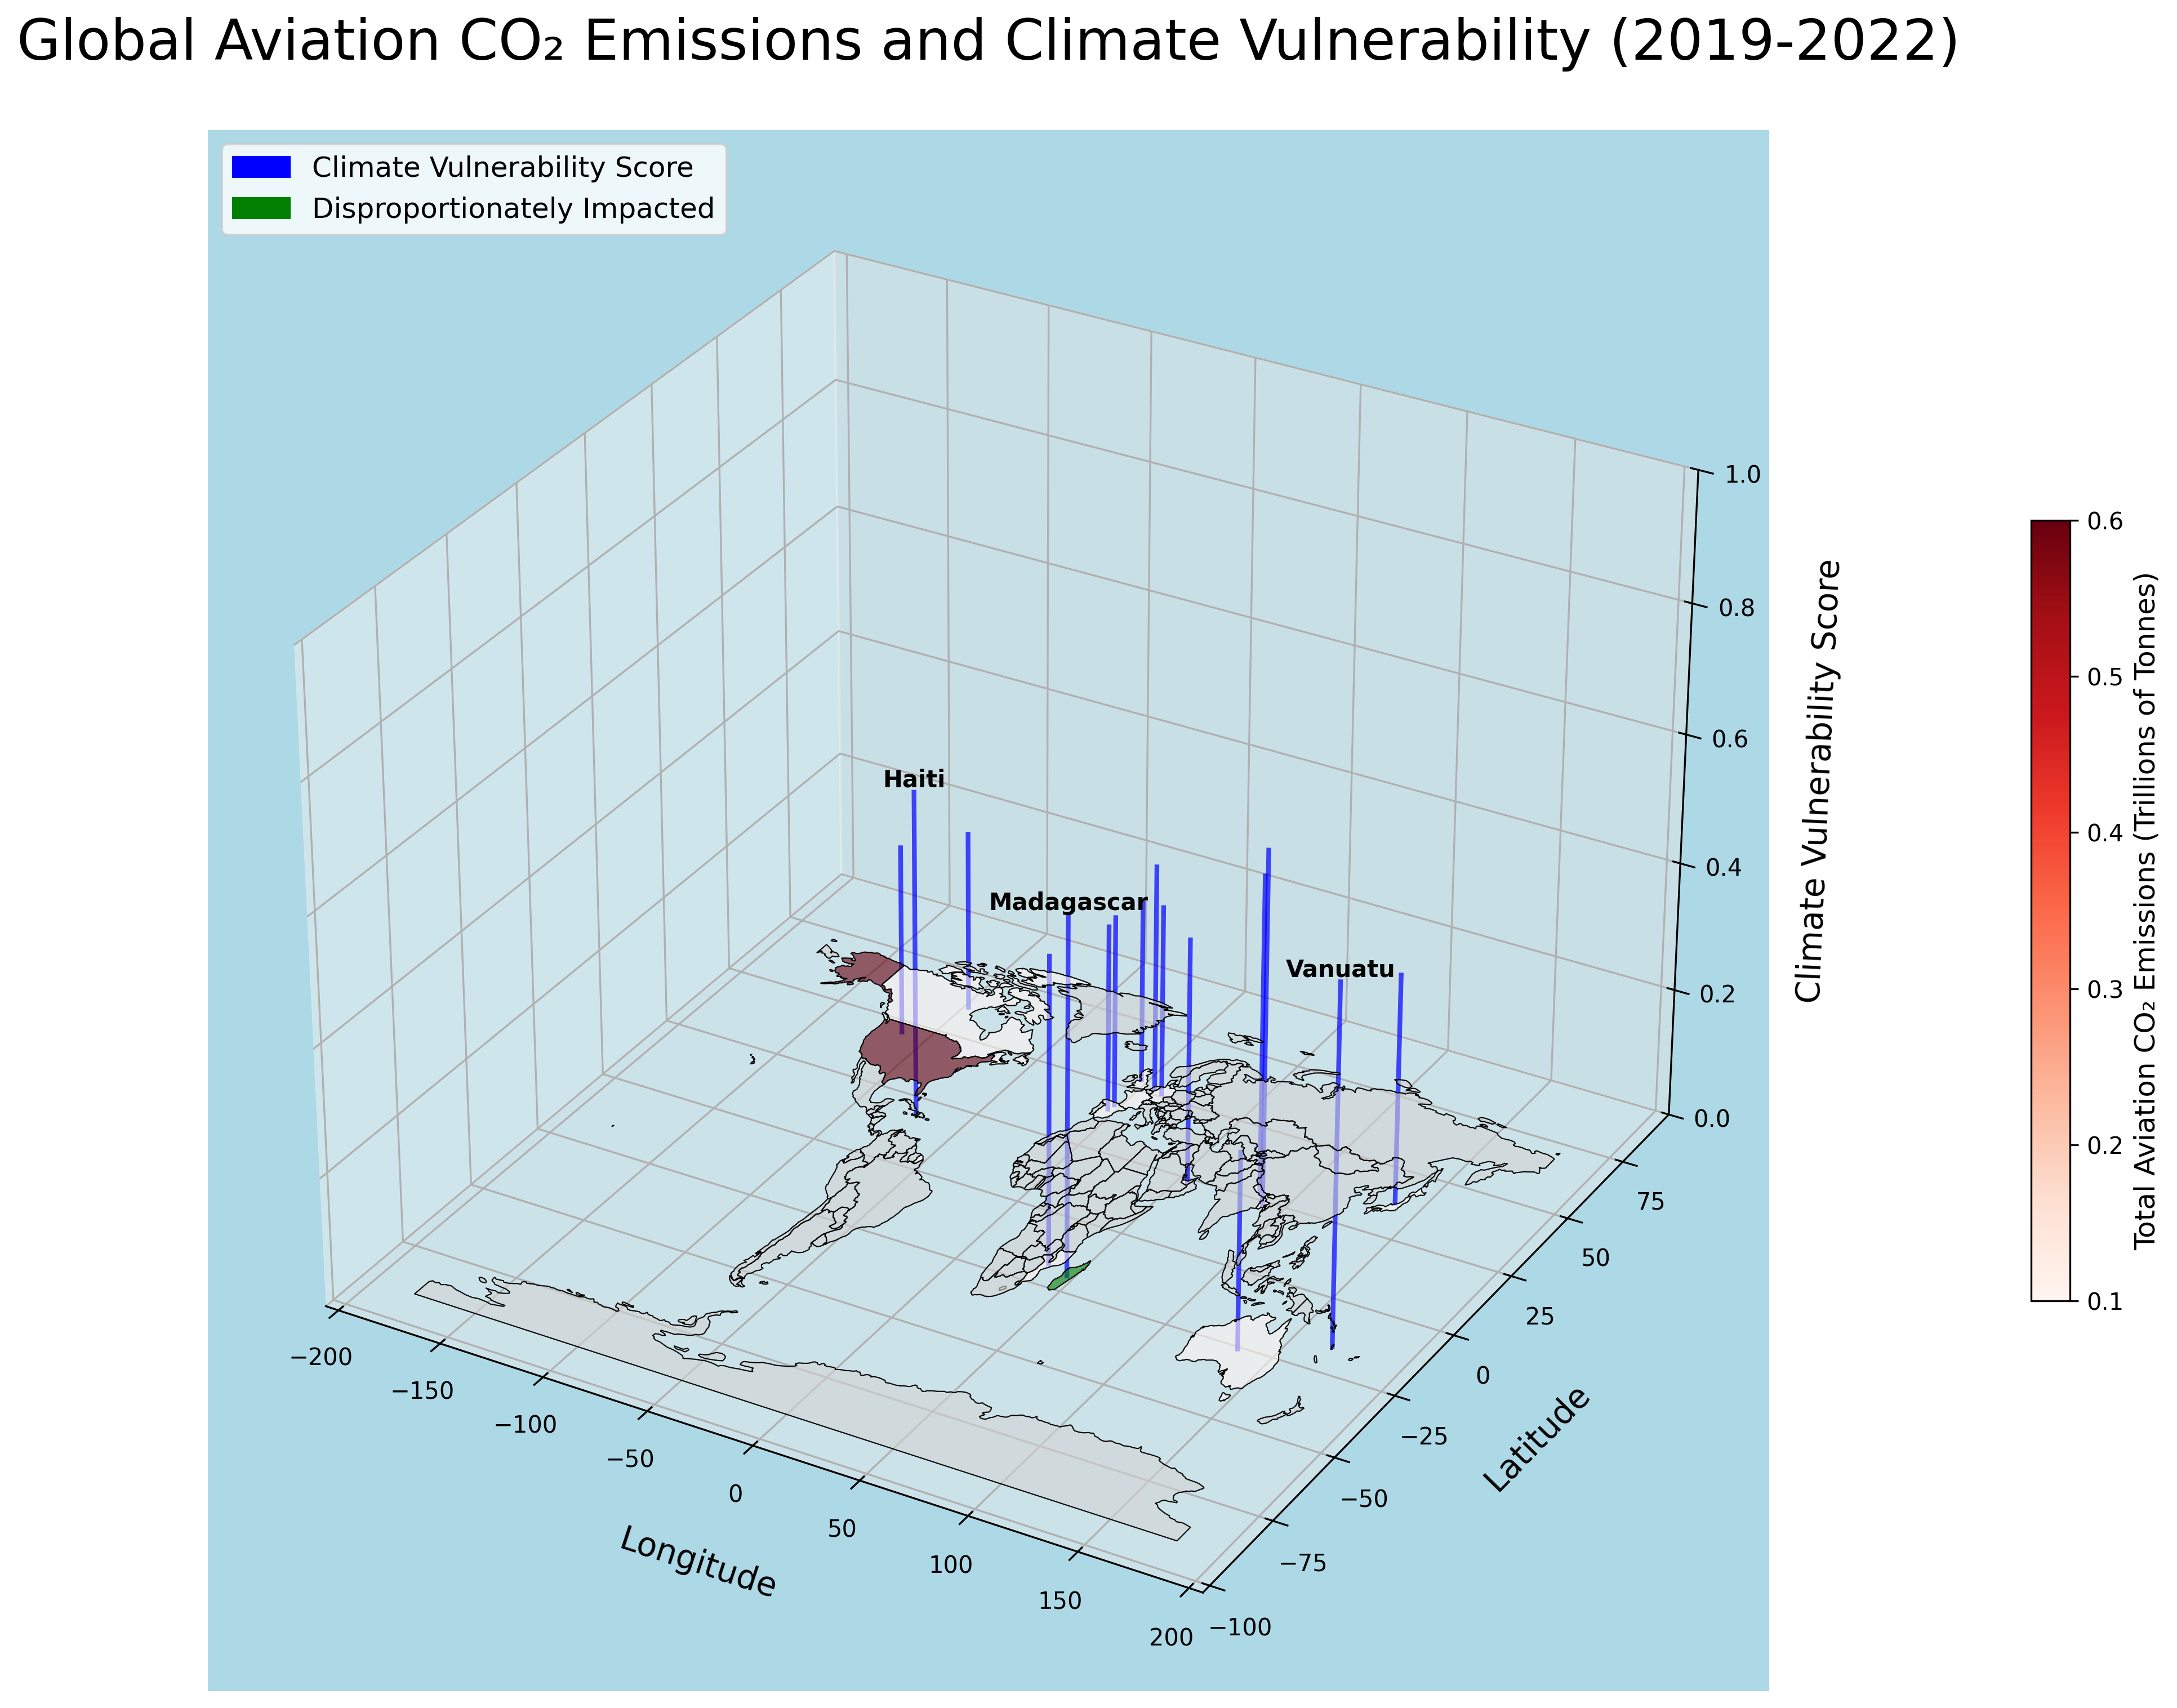 Global Aviation CO₂ Emissions and Climate Vulnerability (2019-2022)
Climate Vulnerability Score
Disproportionately Impacted
Haiti
Madagascar
Vanuatu
−200
−150
−100
−50
0
50
100
150
200
Longitude
−100
−75
−50
−25
0
25
50
75
Latitude
0.0
0.2
0.4
0.6
0.8
1.0
Climate Vulnerability Score
0.6
0.5
0.4
0.3
0.2
0.1
Total Aviation CO₂ Emissions (Trillions of Tonnes)